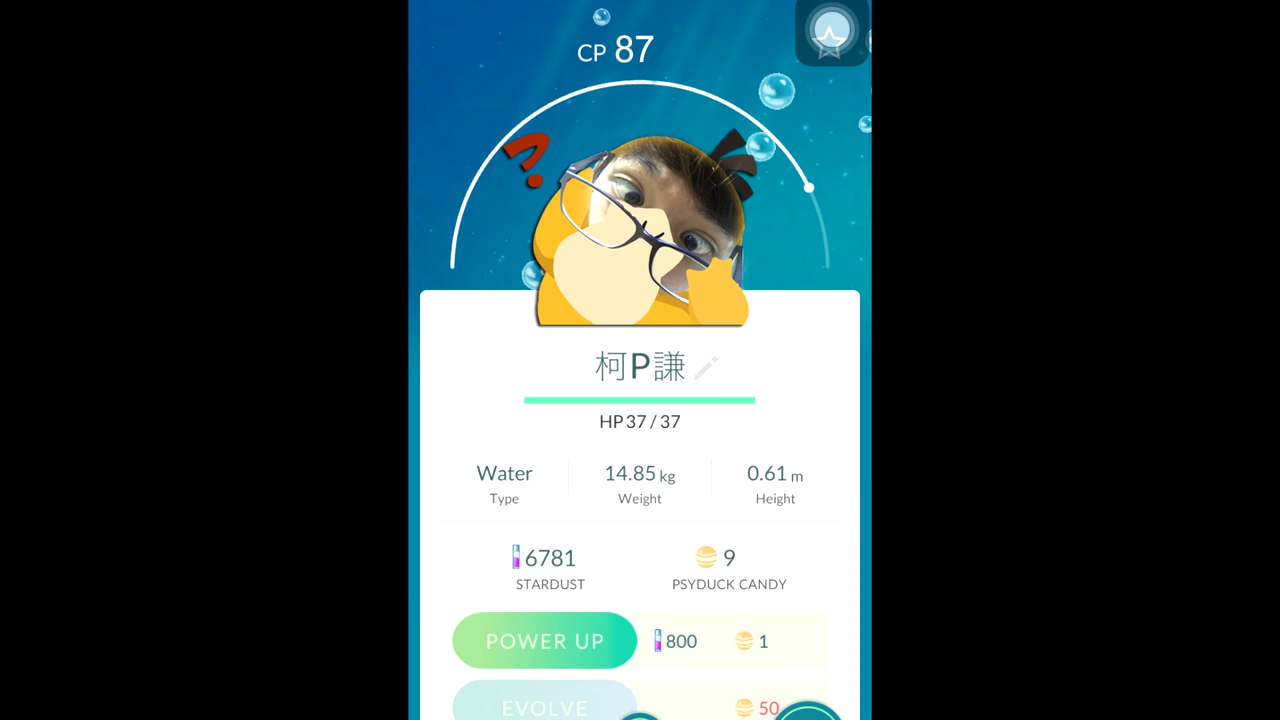 CP 87
?
柯P謙
HP 37 / 37
Water 14.85 kg 0.61 m
Type Weight Height
6781 9
STARDUST PSYDUCK CANDY
POWER UP 800 1
EVOLVE 50